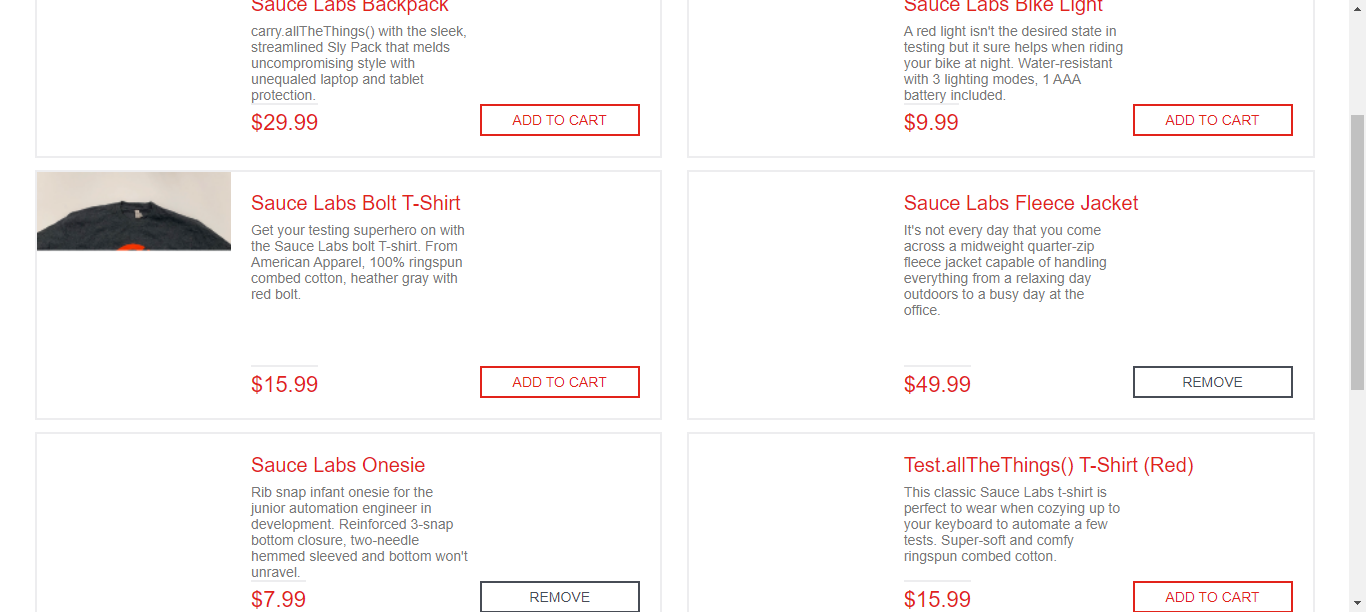 Sauce Labs Backpack
carry.allTheThings() with the sleek,
streamlined Sly Pack that melds
uncompromising style with
unequaled laptop and tablet
protection.
$29.99
ADD TO CART
Sauce Labs Bike Light
A red light isn't the desired state in
testing but it sure helps when riding
your bike at night. Water-resistant
with 3 lighting modes, 1 AAA
battery included.
$9.99
ADD TO CART
Sauce Labs Bolt T-Shirt
Get your testing superhero on with
the Sauce Labs bolt T-shirt. From
American Apparel, 100% ringspun
combed cotton, heather gray with
red bolt.
$15.99
ADD TO CART
Sauce Labs Fleece Jacket
It's not every day that you come
across a midweight quarter-zip
fleece jacket capable of handling
everything from a relaxing day
outdoors to a busy day at the
office.
$49.99
REMOVE
Sauce Labs Onesie
Rib snap infant onesie for the
junior automation engineer in
development. Reinforced 3-snap
bottom closure, two-needle
hemmed sleeved and bottom won't
unravel.
$7.99
REMOVE
Test.allTheThings() T-Shirt (Red)
This classic Sauce Labs t-shirt is
perfect to wear when cozying up to
your keyboard to automate a few
tests. Super-soft and comfy
ringspun combed cotton.
$15.99
ADD TO CART